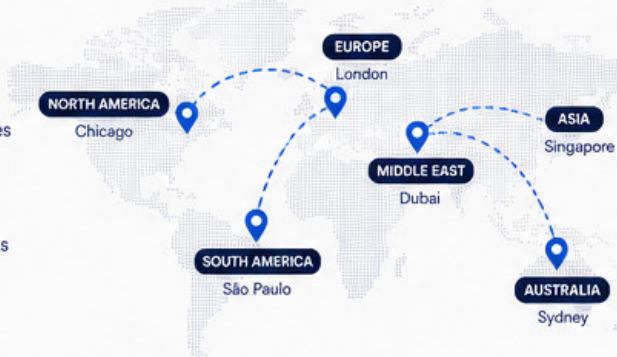 EUROPE
London
NORTH AMERICA
Chicago
ASIA
Singapore
MIDDLE EAST
Dubai
SOUTH AMERICA
São Paulo
AUSTRALIA
Sydney